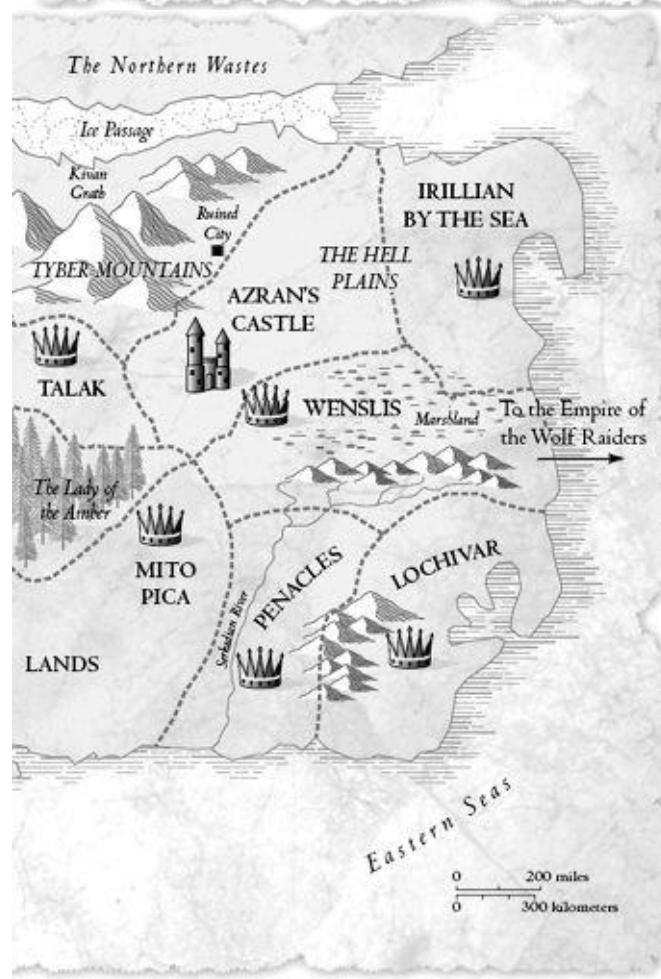 The Northern Wastes
Ice Passage
Kivan
Grath
IRILLIAN
BY THE SEA
Ruined
City
THE HELL
PLAINS
TYBER MOUNTAINS
AZRAN'S
CASTLE
TALAK
WENSLIS
Marshland
To the Empire of
the Wolf Raiders
The Lady of
the Amber
MITO
PICA
PENACLES
LOCHIVAR
Serkadian River
LANDS
Eastern Seas
0 200 miles
0 300 kilometers